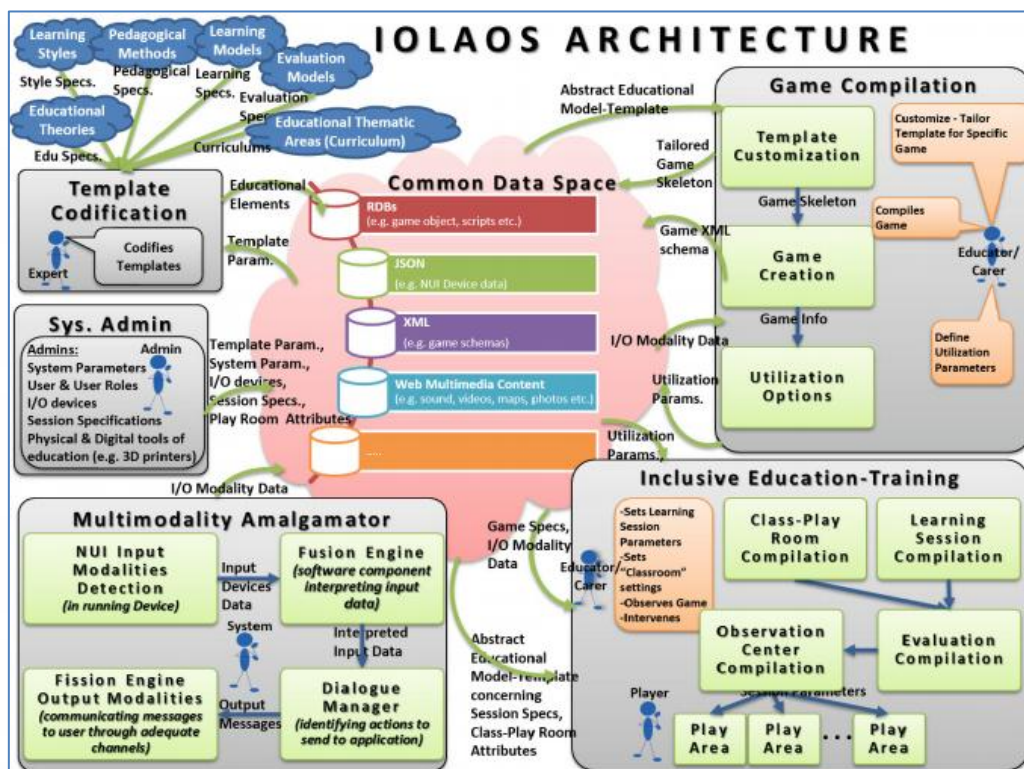 IOLAOS ARCHITECTURE
Learning
Styles
Pedagogical
Methods
Learning
Models
Evaluation
Models
Style Specs.
Pedagogical
Specs.
Learning
Specs.
Evaluation
Spec
Educational
Theories
Educational Thematic
Areas (Curriculum)
Curriculums
Edu Specs.
Template
Codification
Expert
Codifies
Templates
Educational
Elements
Template
Param.
Sys. Admin
Admins:
Admin
System Parameters
User & User Roles
I/O devices
Session Specifications
Physical & Digital tools of
education (e.g. 3D printers)
Template Param.,
System Param.,
I/O devices,
Session Specs.,
Play Room Attributes
Common Data Space
RDBs
(e.g. game object, scripts etc.)
JSON
(e.g. NUI Device data)
XML
(e.g. game schemas)
Web Multimedia Content
(e.g. sound, videos, maps, photos etc.)
.....
Abstract Educational
Model-Template
Tailored
Game
Skeleton
Game XML
schema
I/O Modality Data
Utilization
Params.
Utilization
Params.,
Game Compilation
Template
Customization
Game Skeleton
Game
Creation
Game Info
Utilization
Options
Customize - Tailor
Template for Specific
Game
Compiles
Game
Educator/
Carer
Define
Utilization
Parameters
I/O Modality Data
Multimodality Amalgamator
NUI Input
Modalities
Detection
(in running Device)
Input
Devices
Data
Fusion Engine
(software component
interpreting input
data)
System
Interpreted
Input Data
Fission Engine
Output Modalities
(communicating messages
to user through adequate
channels)
Output
Messages
Dialogue
Manager
(identifying actions to
send to application)
Game Specs,
I/O Modality
Data
Abstract
Educational
Model-Template
concerning
Session Specs,
Class-Play Room
Attributes
Inclusive Education-Training
Educator/
Carer
-Sets Learning
Session
Parameters
-Sets
"Classroom"
settings
-Observes Game
-Intervenes
Class-Play
Room
Compilation
Learning
Session
Compilation
Observation
Center
Compilation
Evaluation
Compilation
Session Parameters
Player
Play
Area
Play
Area
...
Play
Area